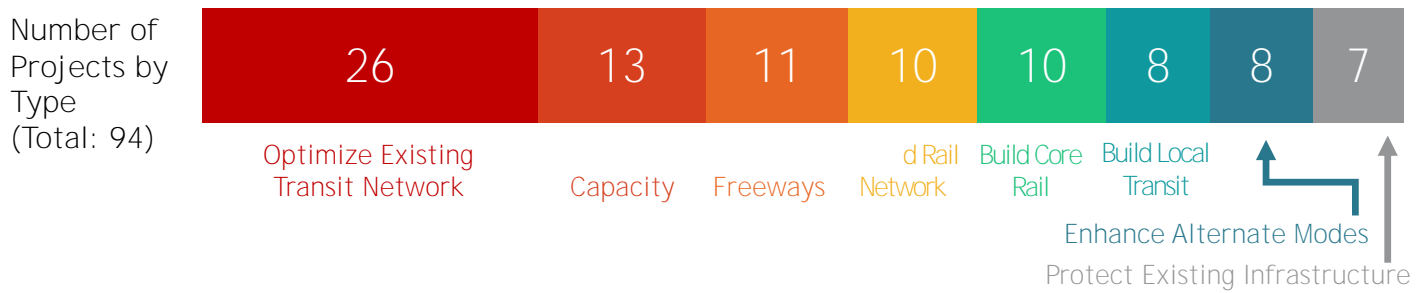 Number of
Projects by
Type
(Total: 94)
26 13 11 10 10 8 8 7
Optimize Existing
Transit Network
Capacity
Freeways
d Rail
Network
Build Core
Rail
Build Local
Transit
Enhance Alternate Modes
Protect Existing Infrastructure